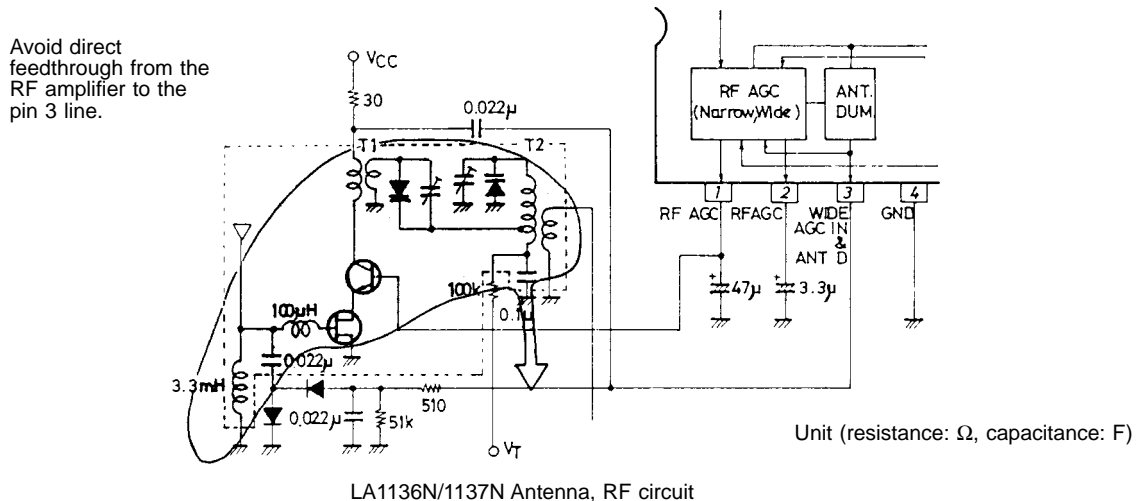 Avoid direct
feedthrough from the
RF amplifier to the
pin 3 line.
VCC
30
0.022μ
T1
T2
100μH
0.022μ
3.3mH
0.022μ
51k
510
100k
0.1μ
VT
RF AGC
(Narrow,Wide)
ANT.
DUM.
1
2
3
4
RF AGC
RFAGC
WIDE
AGC IN
&
ANT D
GND
47μ
3.3μ
Unit (resistance: Ω, capacitance: F)
LA1136N/1137N Antenna, RF circuit